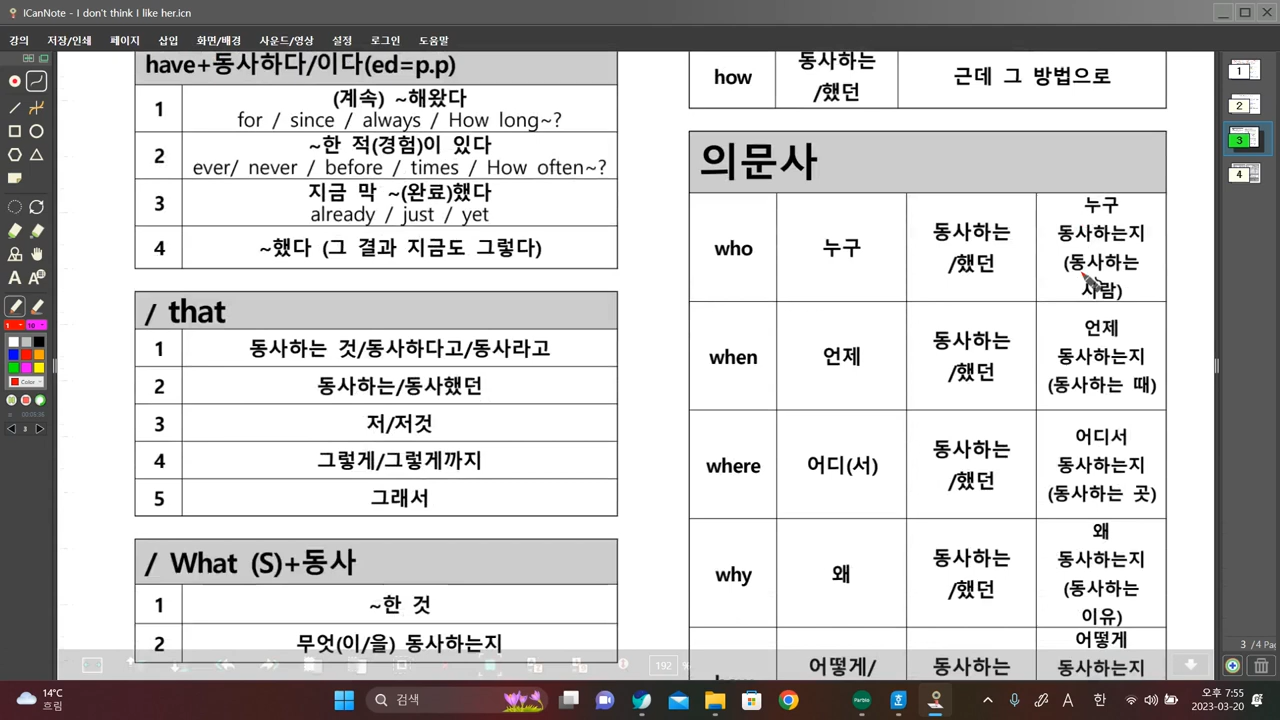 ICanNote - I don't think I like her.icn
강의 저장/인쇄 페이지 삽입 화면/배경 사운드/영상 설정 로그인 도움말
have+동사하다/이다(ed=p.p)
1
(계속) ~해왔다
for / since / always / How long~?
2
~한 적(경험)이 있다
ever/ never / before / times / How often~?
3
지금 막 ~(완료)했다
already / just / yet
4
~했다 (그 결과 지금도 그렇다)
/ that
1 동사하는 것/동사하다고/동사라고
2 동사하는/동사했던
3 저/저것
4 그렇게/그렇게까지
5 그래서
/ What (S)+동사
1 ~한 것
2 무엇(이/을) 동사하는지
how
동사하는
/했던
근데 그 방법으로
의문사
who
누구
동사하는
/했던
누구
동사하는지
(동사하는
사람)
when
언제
동사하는
/했던
언제
동사하는지
(동사하는 때)
where
어디(서)
동사하는
/했던
어디서
동사하는지
(동사하는 곳)
why
왜
동사하는
/했던
왜
동사하는지
(동사하는
이유)
어떻게/
동사하는
어떻게
동사하는지
1
2
3
4
A
1
10
Color
00:09:36
3
192 %
3 /4 Pag
14°C
흐림
검색
Parblo
A
한
오후 7:55
2023-03-20